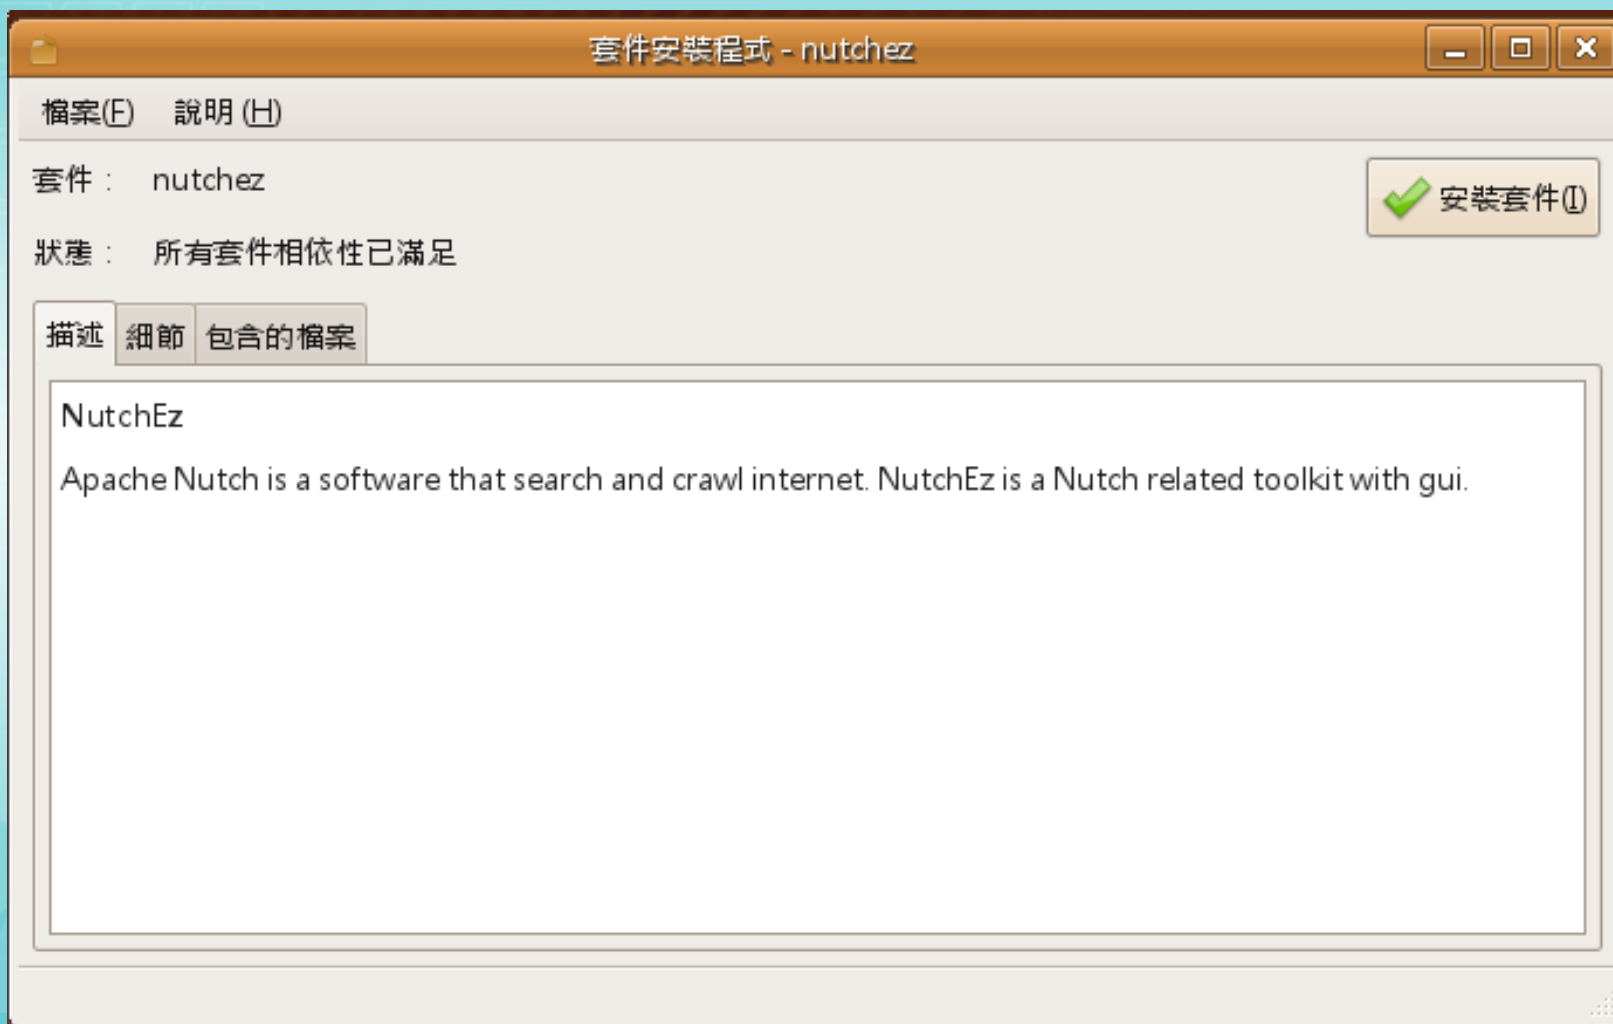 套件安裝程式 - nutchez
檔案(F) 說明 (H)
套件： nutchez
安裝套件(I)
狀態： 所有套件相依性已滿足
描述 細節 包含的檔案
NutchEz
Apache Nutch is a software that search and crawl internet. NutchEz is a Nutch related toolkit with gui.